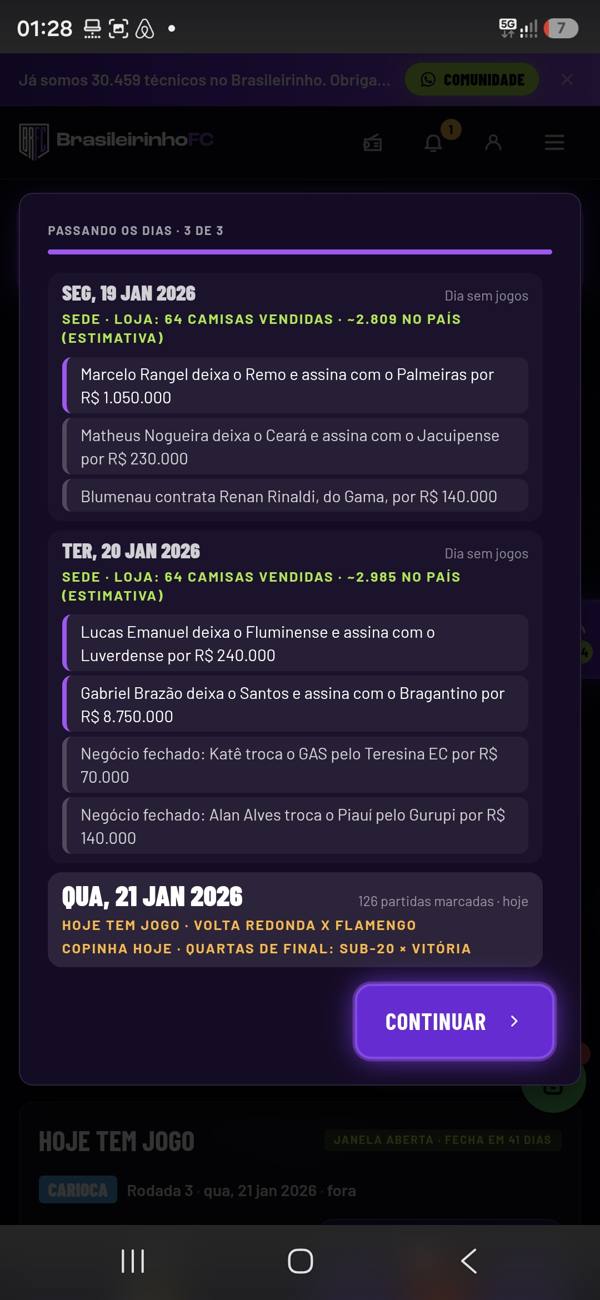 01:28
5G
7
Já somos 30.459 técnicos no Brasileirinho. Obriga...
COMUNIDADE
BRFC
BrasileirinhoFC
1
PASSANDO OS DIAS · 3 DE 3
SEG, 19 JAN 2026
Dia sem jogos
SEDE · LOJA: 64 CAMISAS VENDIDAS · ~2.809 NO PAÍS
(ESTIMATIVA)
Marcelo Rangel deixa o Remo e assina com o Palmeiras por
R$ 1.050.000
Matheus Nogueira deixa o Ceará e assina com o Jacuipense
por R$ 230.000
Blumenau contrata Renan Rinaldi, do Gama, por R$ 140.000
TER, 20 JAN 2026
Dia sem jogos
SEDE · LOJA: 64 CAMISAS VENDIDAS · ~2.985 NO PAÍS
(ESTIMATIVA)
Lucas Emanuel deixa o Fluminense e assina com o
Luverdense por R$ 240.000
Gabriel Brazão deixa o Santos e assina com o Bragantino por
R$ 8.750.000
Negócio fechado: Katê troca o GAS pelo Teresina EC por R$
70.000
Negócio fechado: Alan Alves troca o Piauí pelo Gurupi por R$
140.000
QUA, 21 JAN 2026
126 partidas marcadas · hoje
HOJE TEM JOGO · VOLTA REDONDA X FLAMENGO
COPINHA HOJE · QUARTAS DE FINAL: SUB-20 × VITÓRIA
CONTINUAR
HOJE TEM JOGO
JANELA ABERTA · FECHA EM 41 DIAS
CARIOCA
Rodada 3 · qua, 21 jan 2026 · fora